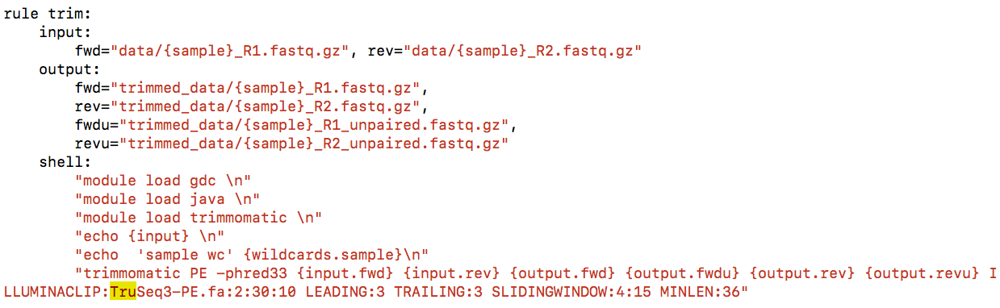 rule trim:
    input:
        fwd="data/{sample}_R1.fastq.gz", rev="data/{sample}_R2.fastq.gz"
    output:
        fwd="trimmed_data/{sample}_R1.fastq.gz",
        rev="trimmed_data/{sample}_R2.fastq.gz",
        fwdu="trimmed_data/{sample}_R1_unpaired.fastq.gz",
        revu="trimmed_data/{sample}_R2_unpaired.fastq.gz"
    shell:
        "module load gdc \n"
        "module load java \n"
        "module load trimmomatic \n"
        "echo {input} \n"
        "echo  'sample wc' {wildcards.sample}\n"
        "trimmomatic PE -phred33 {input.fwd} {input.rev} {output.fwd} {output.fwdu} {output.rev} {output.revu} I
LLUMINACLIP:TruSeq3-PE.fa:2:30:10 LEADING:3 TRAILING:3 SLIDINGWINDOW:4:15 MINLEN:36"